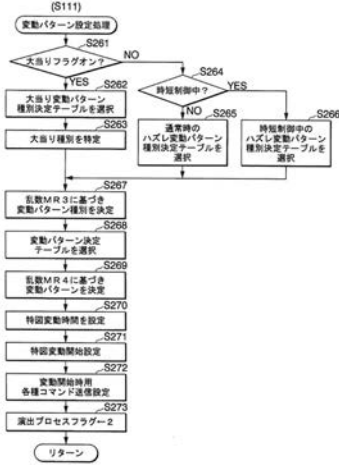 (S111)
変動パターン設定処理
S261
大当りフラグオン?
NO
YES
S262
大当り変動パターン
種別決定テーブルを選択
S263
大当り種別を特定
S264
時短制御中?
YES
NO
S265
通常時の
ハズレ変動パターン
種別決定テーブルを
選択
S266
時短制御中の
ハズレ変動パターン
種別決定テーブルを
選択
S267
乱数MR3に基づき
変動パターン種別を決定
S268
変動パターン決定
テーブルを選択
S269
乱数MR4に基づき
変動パターンを決定
S270
特図変動時間を設定
S271
特図変動開始設定
S272
変動開始時用
各種コマンド送信設定
S273
演出プロセスフラグ←2
リターン